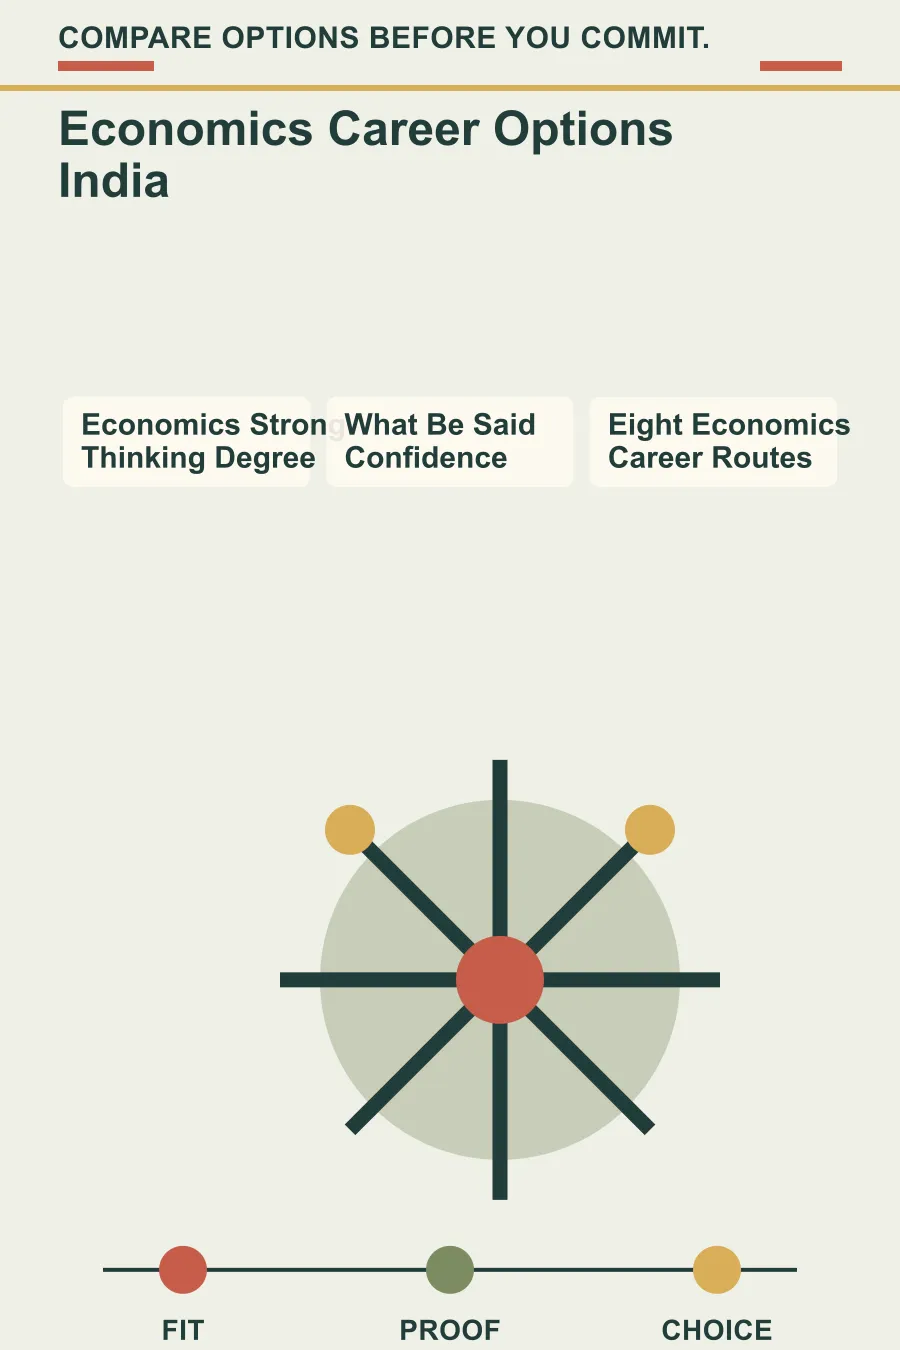 COMPARE OPTIONS BEFORE YOU COMMIT.
Economics Career Options
India
Economics Strong
Thinking Degree
What Be Said
Confidence
Eight Economics
Career Routes
FIT
PROOF
CHOICE